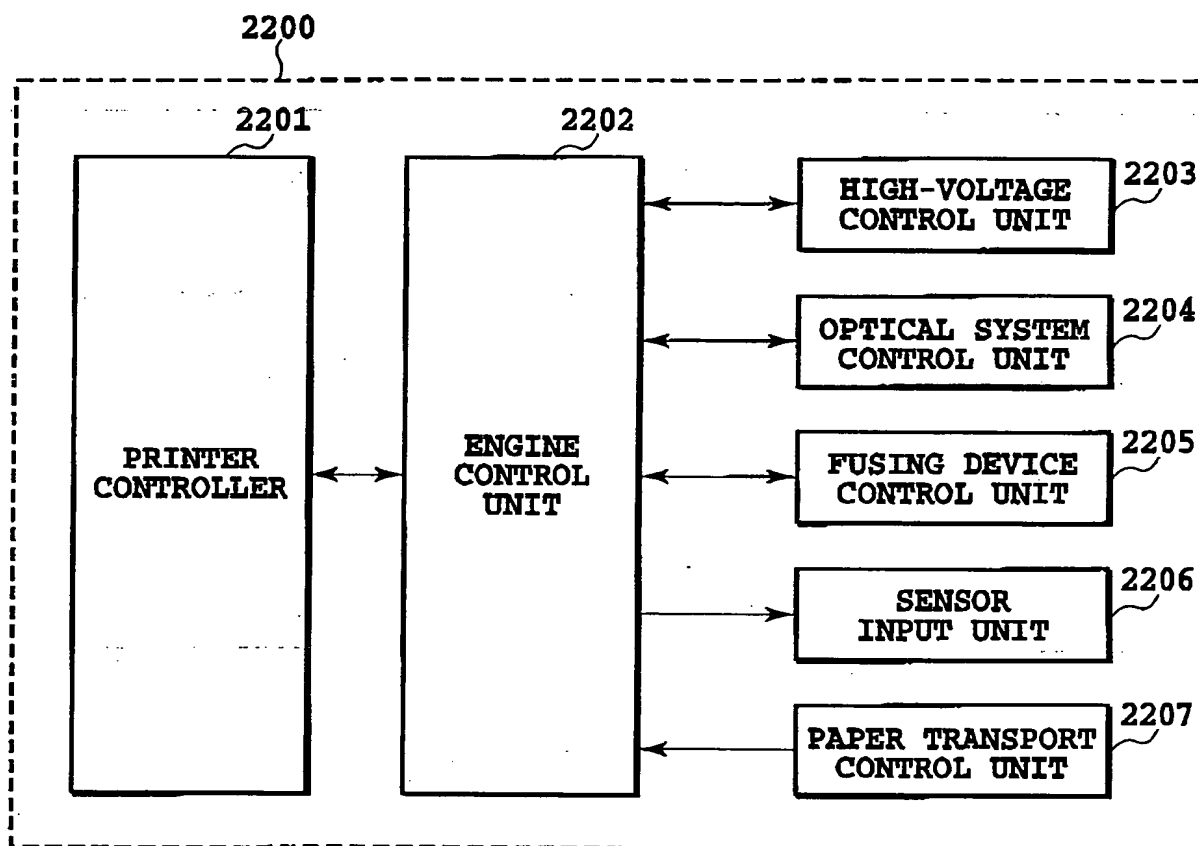 2200
2201
2202
2203
HIGH-VOLTAGE
CONTROL UNIT
2204
OPTICAL SYSTEM
CONTROL UNIT
2205
FUSING DEVICE
CONTROL UNIT
PRINTER
CONTROLLER
ENGINE
CONTROL
UNIT
2206
SENSOR
INPUT UNIT
2207
PAPER TRANSPORT
CONTROL UNIT